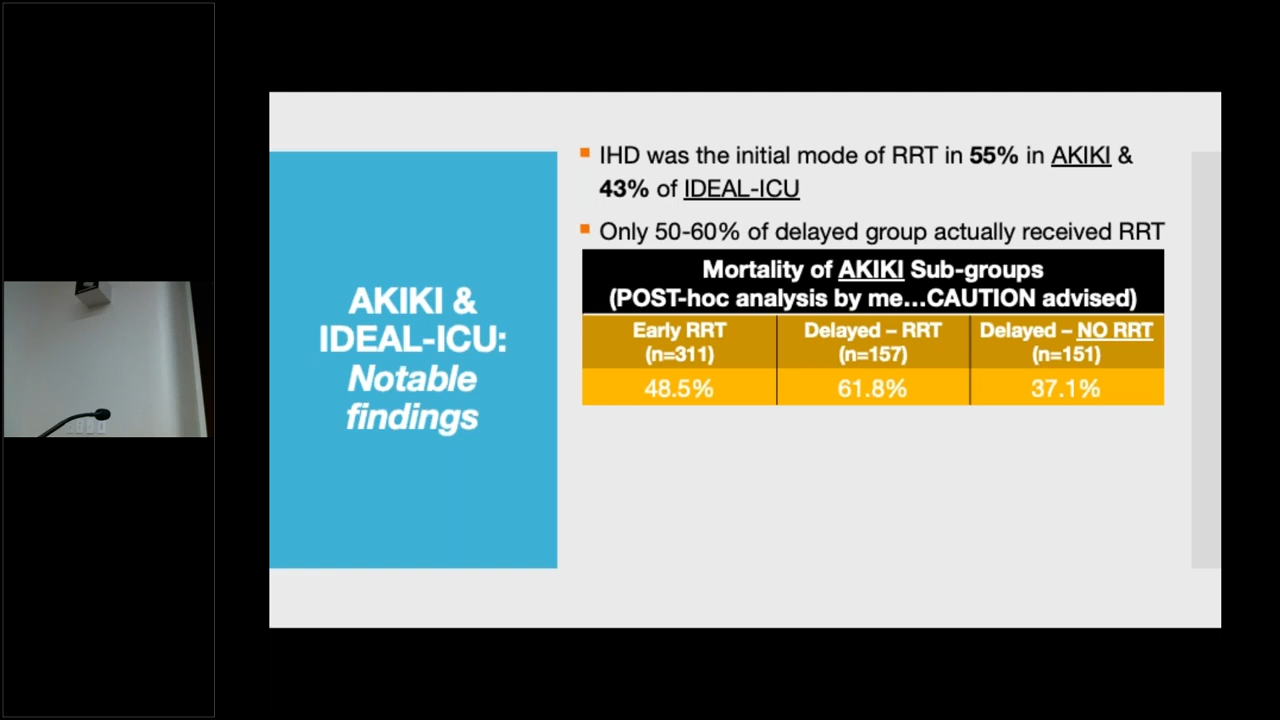 AKIKI &
IDEAL-ICU:
Notable
findings
IHD was the initial mode of RRT in 55% in AKIKI &
43% of IDEAL-ICU
Only 50-60% of delayed group actually received RRT
Mortality of AKIKI Sub-groups
(POST-hoc analysis by me...CAUTION advised)
Early RRT
(n=311)
Delayed – RRT
(n=157)
Delayed – NO RRT
(n=151)
48.5%
61.8%
37.1%